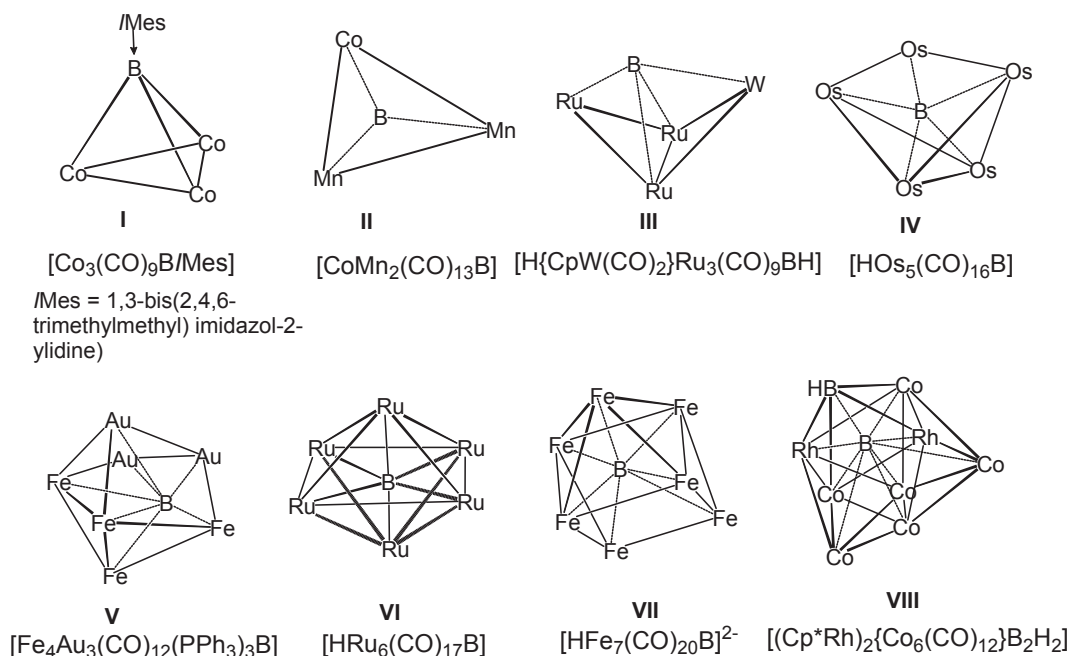 IMes
B
Co
Co
Co
I
[Co3(CO)9BIMes]
IMes = 1,3-bis(2,4,6-
trimethylmethyl) imidazol-2-
ylidine)
Co
B
Mn
Mn
II
[CoMn2(CO)13B]
B
W
Ru
Ru
Ru
III
[H{CpW(CO)2}Ru3(CO)9BH]
Os
Os
Os
B
Os
Os
IV
[HOs5(CO)16B]
Au
Au
Au
Fe
B
Fe
Fe
Fe
V
[Fe4Au3(CO)12(PPh3)3B]
Ru
Ru
Ru
B
Ru
Ru
Ru
VI
[HRu6(CO)17B]
Fe
Fe
Fe
B
Fe
Fe
Fe
Fe
VII
[HFe7(CO)20B]2-
HB
Co
Rh
B
Rh
Co
Co
Co
Co
Co
VIII
[(Cp*Rh)2{Co6(CO)12}B2H2]